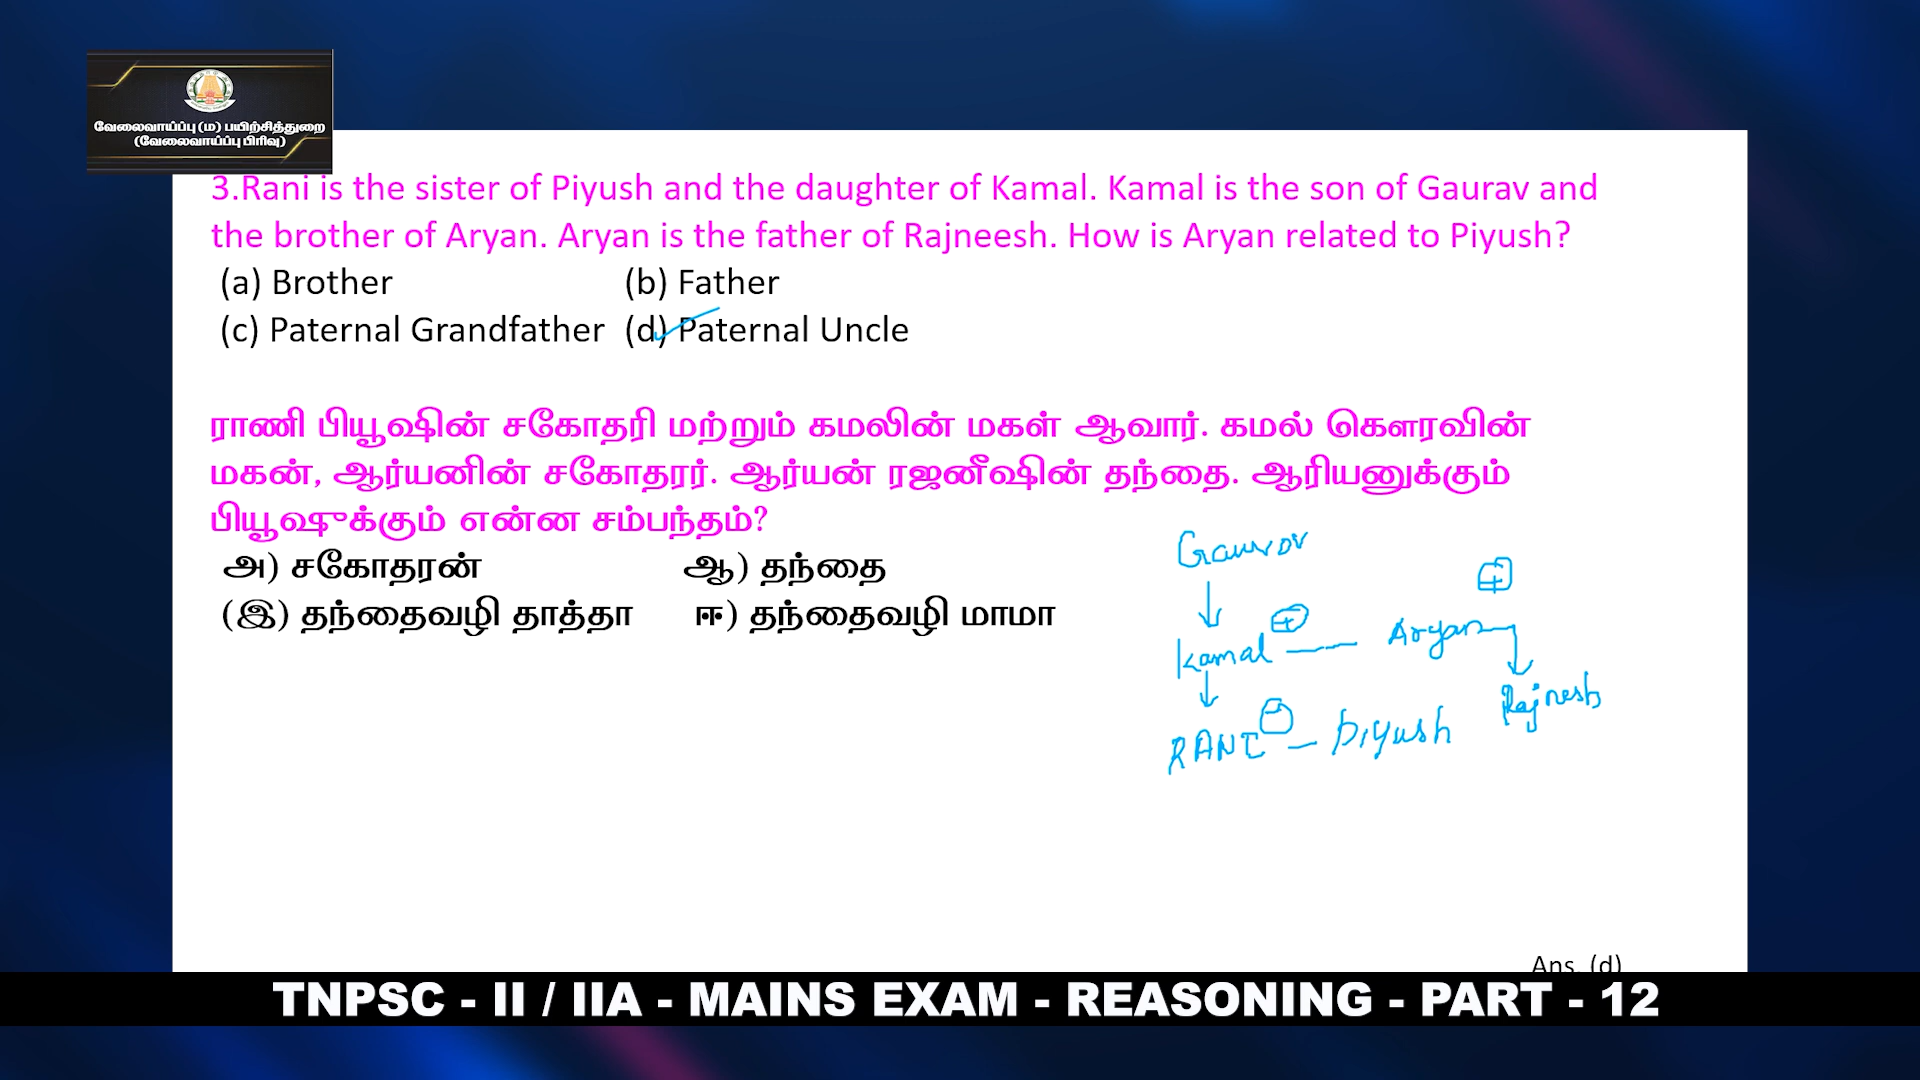 வேலைவாய்ப்பு (ம) பயிற்சித்துறை
(வேலைவாய்ப்பு பிரிவு)
3.Rani is the sister of Piyush and the daughter of Kamal. Kamal is the son of Gaurav and
the brother of Aryan. Aryan is the father of Rajneesh. How is Aryan related to Piyush?
(a) Brother (b) Father
(c) Paternal Grandfather (d) Paternal Uncle
ராணி பியூஷின் சகோதரி மற்றும் கமலின் மகள் ஆவார். கமல் கௌரவின்
மகன், ஆர்யனின் சகோதரர். ஆர்யன் ரஜனீஷின் தந்தை. ஆரியனுக்கும்
பியூஷுக்கும் என்ன சம்பந்தம்?
அ) சகோதரன் ஆ) தந்தை
(இ) தந்தைவழி தாத்தா ஈ) தந்தைவழி மாமா
Gaurav
+
+
Kamal — Aryan
-
Rajnesh
RANI — Piyush
Ans. (d)
TNPSC - II / IIA - MAINS EXAM - REASONING - PART - 12